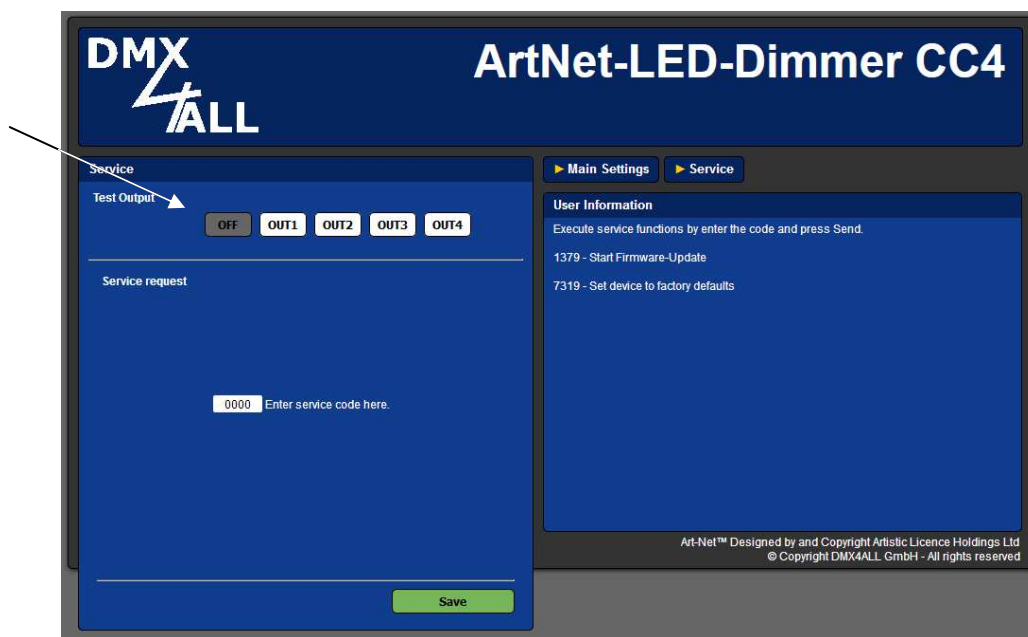 DMX
4ALL
ArtNet-LED-Dimmer CC4
Service
Test Output
OFF OUT1 OUT2 OUT3 OUT4
Service request
0000 Enter service code here.
Save
Main Settings Service
User Information
Execute service functions by enter the code and press Send.
1379 - Start Firmware-Update
7319 - Set device to factory defaults
Art-Net™ Designed by and Copyright Artistic Licence Holdings Ltd
© Copyright DMX4ALL GmbH - All rights reserved